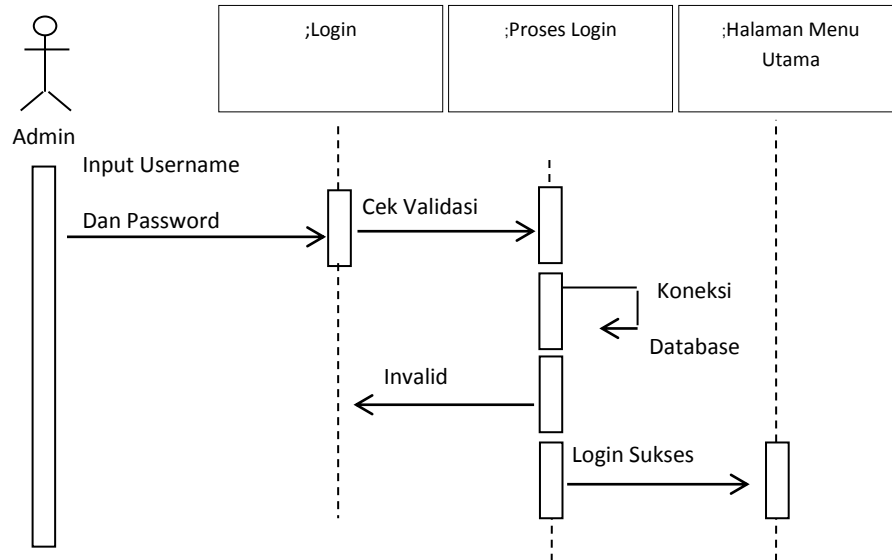 ;Login
;Proses Login
;Halaman Menu
Utama
Admin
Input Username
Dan Password
Cek Validasi
Koneksi
Database
Invalid
Login Sukses